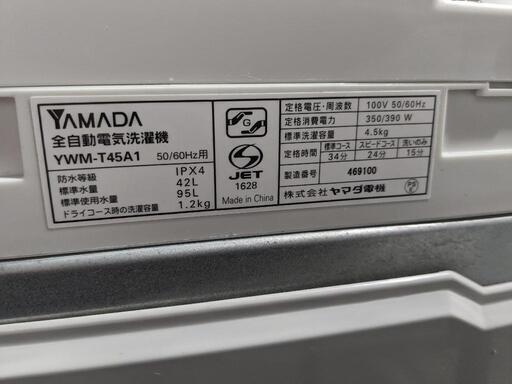 YAMADA
全自動電気洗濯機
YWM-T45A1 50/60Hz用
防水等級 IPX4
標準水量 42L
標準使用水量 95L
ドライコース時の洗濯容量 1.2kg
G
JET
1628
Made in China
定格電圧・周波数 100V 50/60Hz
定格消費電力 350/390 W
標準洗濯容量 4.5kg
定格時間 標準コース スピードコース 洗いのみ
34分 24分 15分
製造番号 469100
株式会社 ヤマダ電機